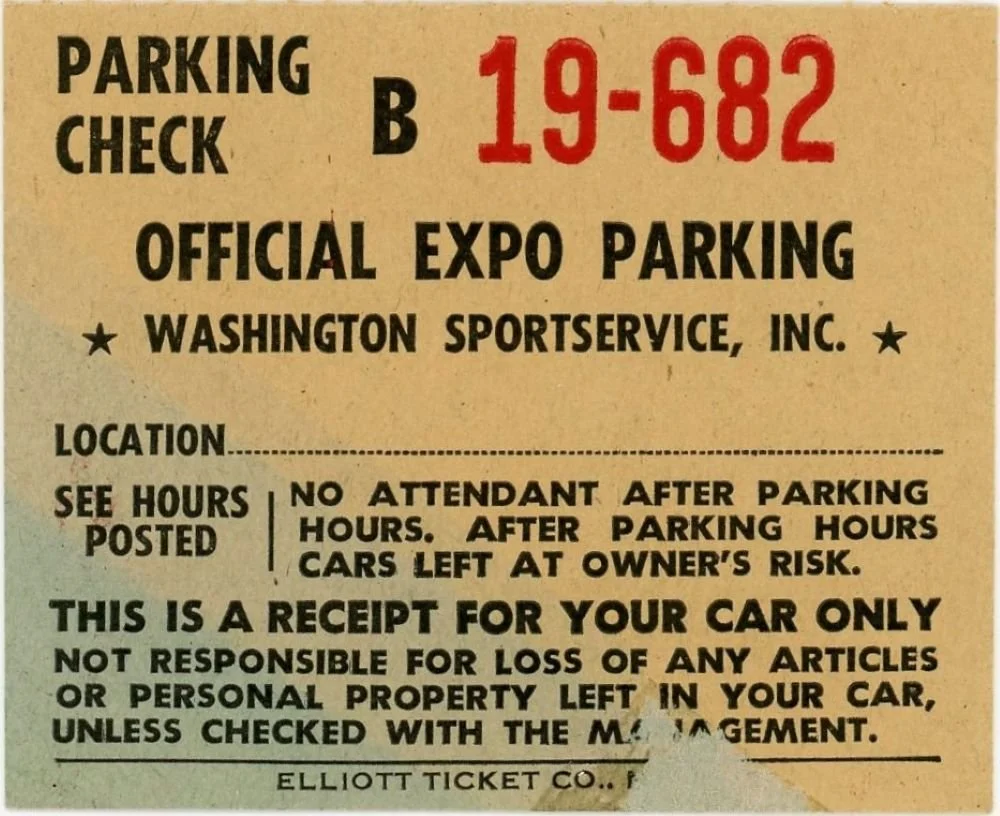 PARKING CHECK B 19-682
OFFICIAL EXPO PARKING
★ WASHINGTON SPORTSERVICE, INC. ★
LOCATION
SEE HOURS POSTED
NO ATTENDANT AFTER PARKING
HOURS. AFTER PARKING HOURS
CARS LEFT AT OWNER'S RISK.
THIS IS A RECEIPT FOR YOUR CAR ONLY
NOT RESPONSIBLE FOR LOSS OF ANY ARTICLES
OR PERSONAL PROPERTY LEFT IN YOUR CAR,
UNLESS CHECKED WITH THE MANAGEMENT.
ELLIOTT TICKET CO.,